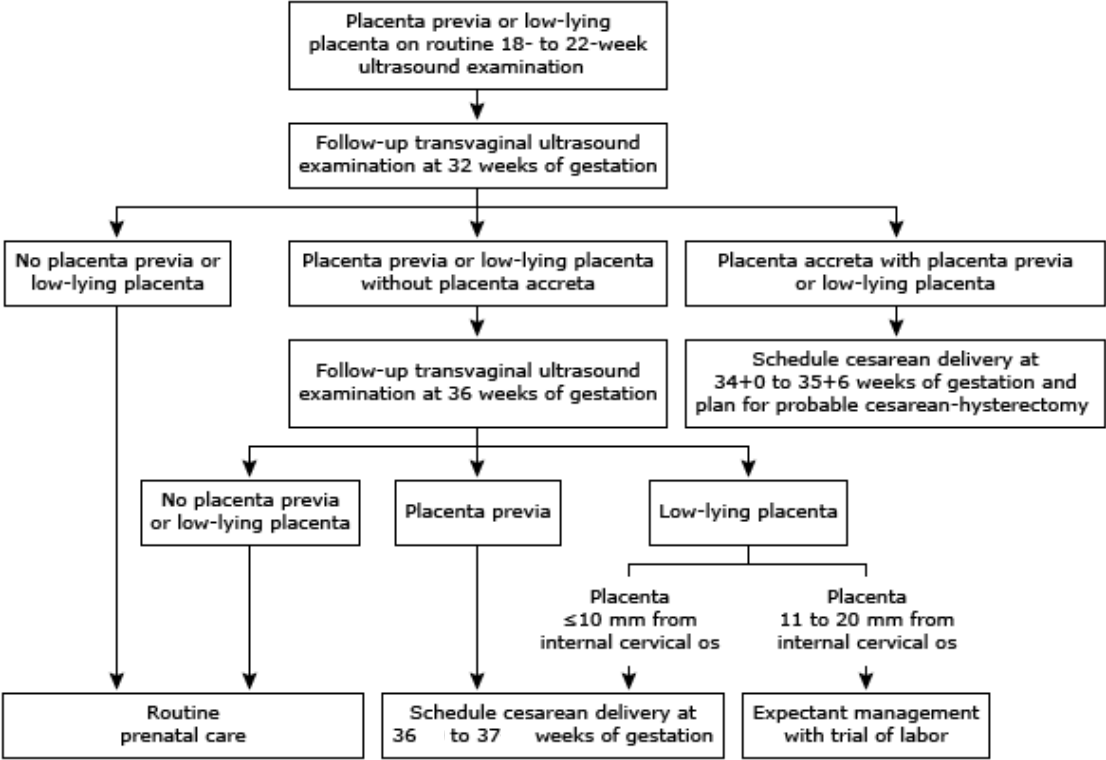 Placenta previa or low-lying
placenta on routine 18- to 22-week
ultrasound examination
Follow-up transvaginal ultrasound
examination at 32 weeks of gestation
No placenta previa or
low-lying placenta
Placenta previa or low-lying placenta
without placenta accreta
Placenta accreta with placenta previa
or low-lying placenta
Follow-up transvaginal ultrasound
examination at 36 weeks of gestation
Schedule cesarean delivery at
34+0 to 35+6 weeks of gestation and
plan for probable cesarean-hysterectomy
No placenta previa
or low-lying placenta
Placenta previa
Low-lying placenta
Placenta
≤10 mm from
internal cervical os
Placenta
11 to 20 mm from
internal cervical os
Routine
prenatal care
Schedule cesarean delivery at
36 to 37 weeks of gestation
Expectant management
with trial of labor